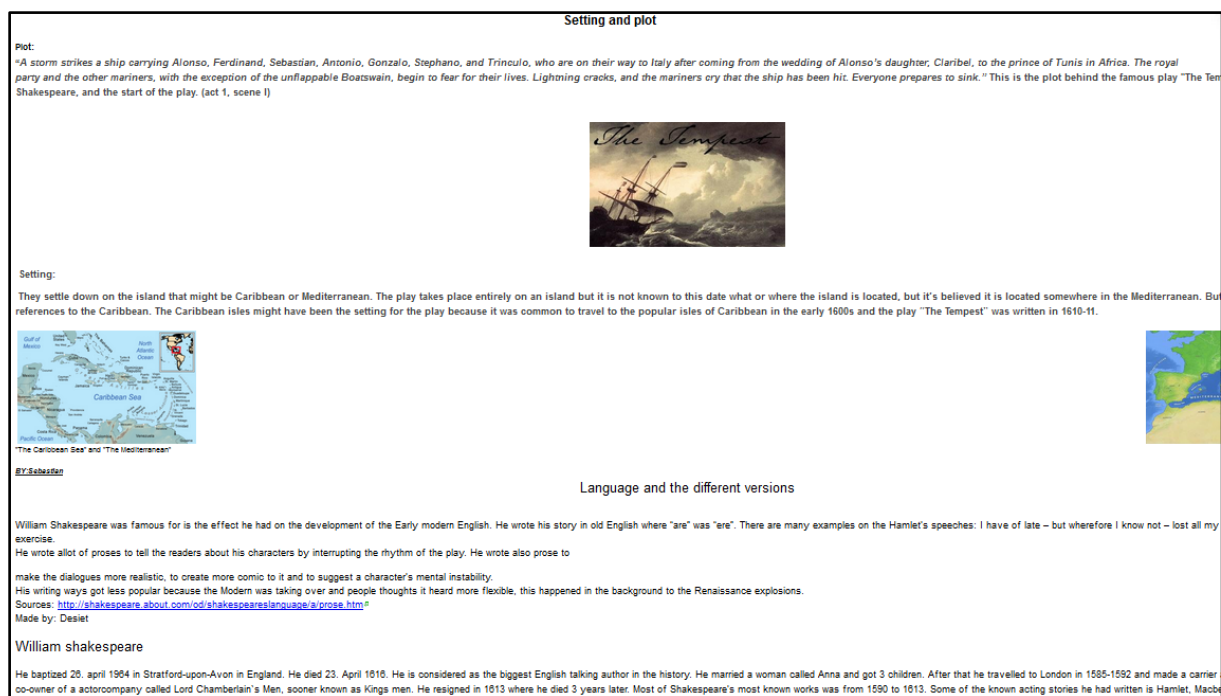 Setting and plot
Plot:
"A storm strikes a ship carrying Alonso, Ferdinand, Sebastian, Antonio, Gonzalo, Stephano, and Trinculo, who are on their way to Italy after coming from the wedding of Alonso's daughter, Claribel, to the prince of Tunis in Africa. The royal
party and the other mariners, with the exception of the unflappable Boatswain, begin to fear for their lives. Lightning cracks, and the mariners cry that the ship has been hit. Everyone prepares to sink." This is the plot behind the famous play "The Tem
Shakespeare, and the start of the play. (act 1, scene I)
The Tempest
Setting:
They settle down on the island that might be Caribbean or Mediterranean. The play takes place entirely on an island but it is not known to this date what or where the island is located, but it's believed it is located somewhere in the Mediterranean. But
references to the Caribbean. The Caribbean isles might have been the setting for the play because it was common to travel to the popular isles of Caribbean in the early 1600s and the play "The Tempest" was written in 1610-11.
Gulf of
Mexico
North
Atlantic
Ocean
Caribbean Sea
Pacific Ocean
"The Caribbean Sea" and "The Mediterranean"
BY:Sebastian
Language and the different versions
William Shakespeare was famous for is the effect he had on the development of the Early modern English. He wrote his story in old English where "are" was "ere". There are many examples on the Hamlet's speeches: I have of late – but wherefore I know not – lost all my
exercise.
He wrote allot of proses to tell the readers about his characters by interrupting the rhythm of the play. He wrote also prose to
make the dialogues more realistic, to create more comic to it and to suggest a character's mental instability.
His writing ways got less popular because the Modern was taking over and people thoughts it heard more flexible, this happened in the background to the Renaissance explosions.
Sources: http://shakespeare.about.com/od/shakespeareslanguage/a/prose.htm
Made by: Desiet
William shakespeare
He baptized 26. april 1964 in Stratford-upon-Avon in England. He died 23. April 1616. He is considered as the biggest English talking author in the history. He married a woman called Anna and got 3 children. After that he travelled to London in 1585-1592 and made a carrier
co-owner of a actorcompany called Lord Chamberlain's Men, sooner known as Kings men. He resigned in 1613 where he died 3 years later. Most of Shakespeare's most known works was from 1590 to 1613. Some of the known acting stories he had written is Hamlet,